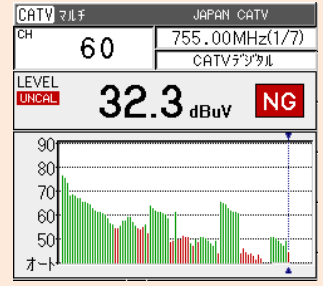 CATV マルチ JAPAN CATV
CH 60 755.00MHz(1/7)
CATVデジタル
LEVEL
UNCAL 32.3 dBuV NG
90
80
70
60
50
オート